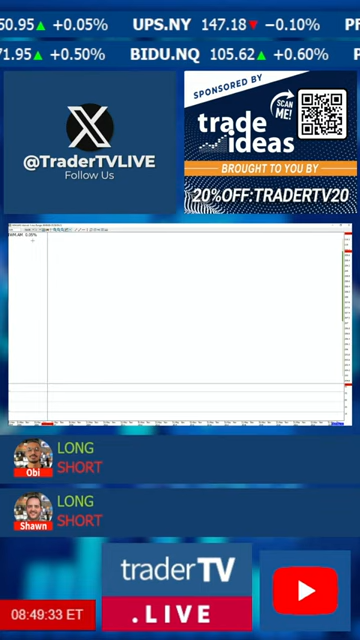 50.95▲ +0.05% UPS.NY 147.18▼ −0.10% PF
71.95▲ +0.50% BIDU.NQ 105.62▲ +0.60% P
SPONSORED BY
SCAN ME!
trade ideas
BROUGHT TO YOU BY
20%OFF:TRADERTV20
X
@TraderTVLIVE
Follow Us
LONG
SHORT
Obi
LONG
SHORT
Shawn
traderTV
.LIVE
08:49:33 ET